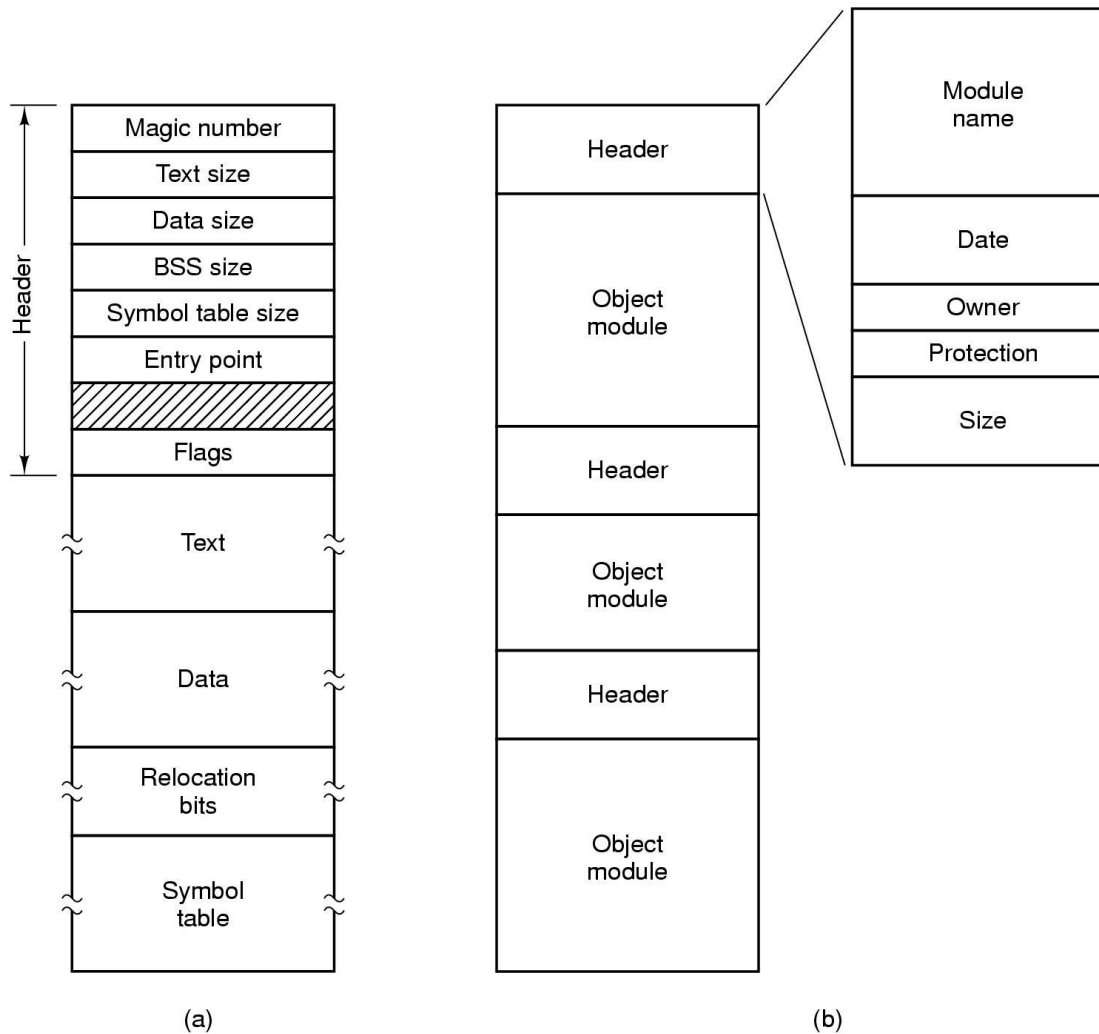 Header
Magic number
Text size
Data size
BSS size
Symbol table size
Entry point
Flags
Text
Data
Relocation
bits
Symbol
table
(a)
Header
Object
module
Header
Object
module
Header
Object
module
Module
name
Date
Owner
Protection
Size
(b)